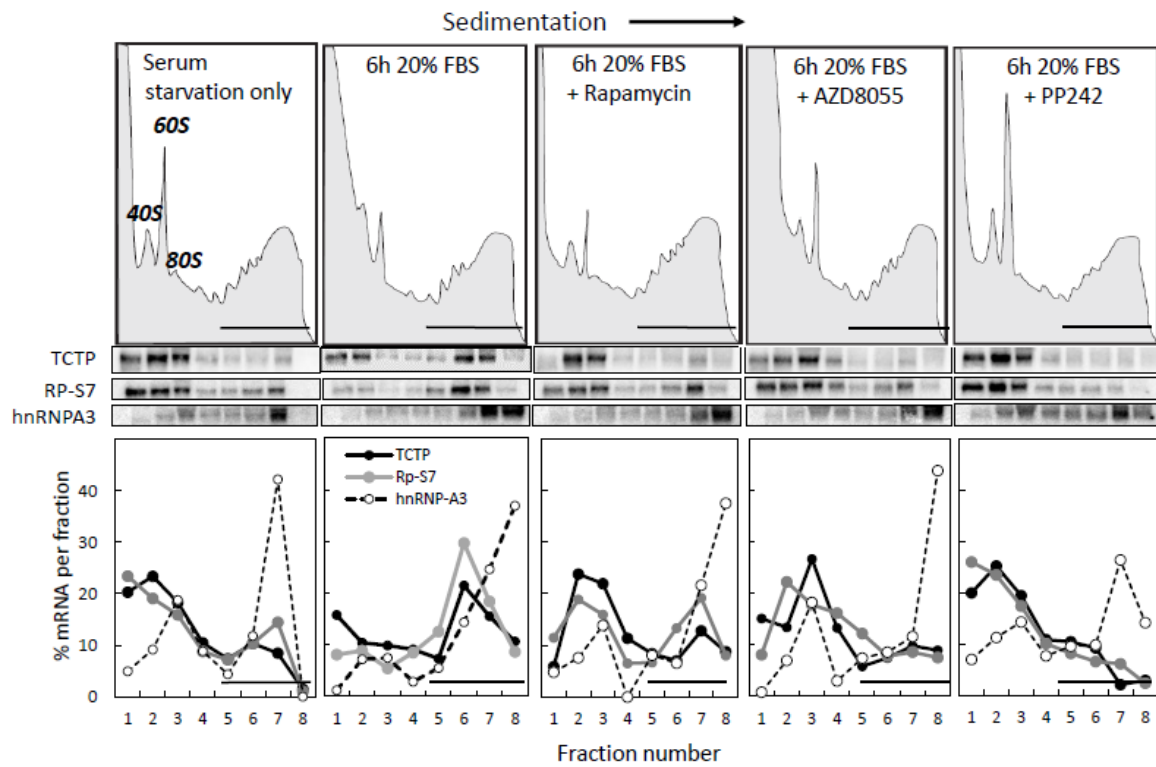 Sedimentation
Serum
starvation only
6h 20% FBS
6h 20% FBS
+ Rapamycin
6h 20% FBS
+ AZD8055
6h 20% FBS
+ PP242
60S
40S
80S
TCTP
RP-S7
hnRNPA3
TCTP
Rp-S7
hnRNP-A3
% mRNA per fraction
40
30
20
10
0
1 2 3 4 5 6 7 8
1 2 3 4 5 6 7 8
1 2 3 4 5 6 7 8
1 2 3 4 5 6 7 8
1 2 3 4 5 6 7 8
Fraction number